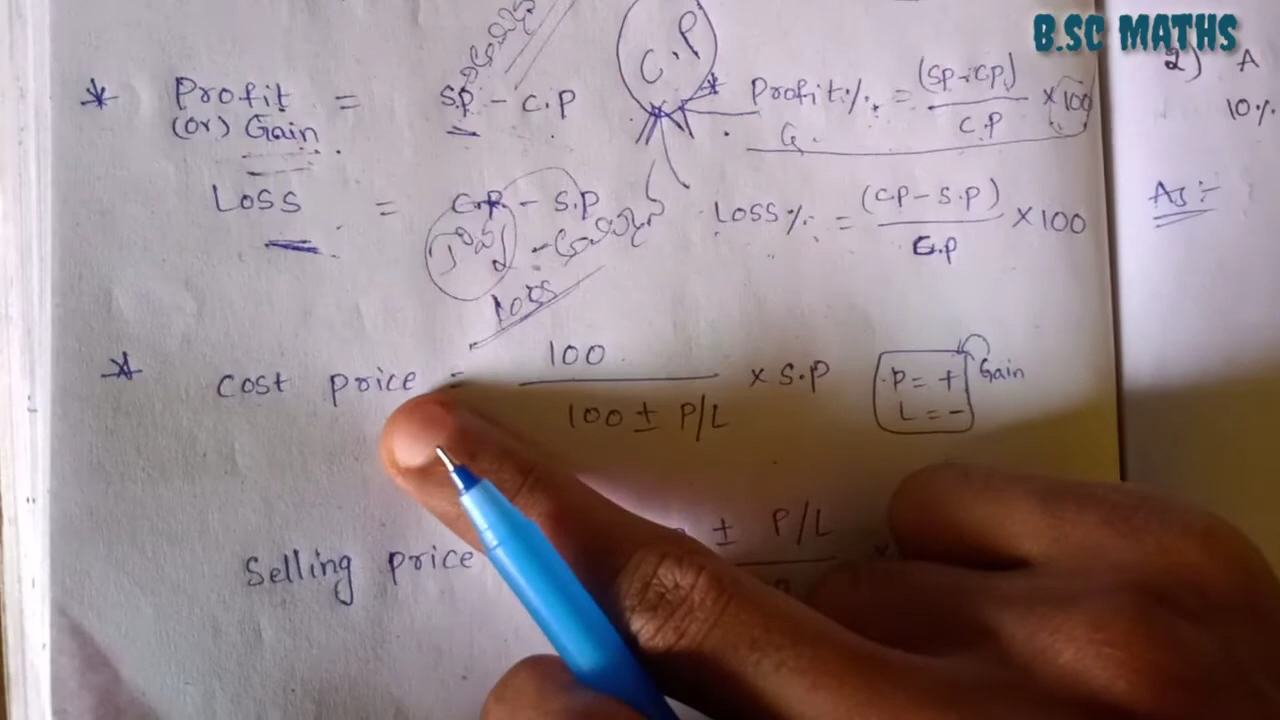 B.SC MATHS
* Profit = S.P - C.P
(or) Gain
C.P
* Profit% = (SP-CP) / C.P × 100
G.
Loss = C.P - S.P
Loss% = (CP - S.P) / C.P × 100
Loss
* Cost price = 100 / 100 ± P/L × S.P
P = +
L = -
Gain
Selling price
± P/L
2) A
10%
As :-